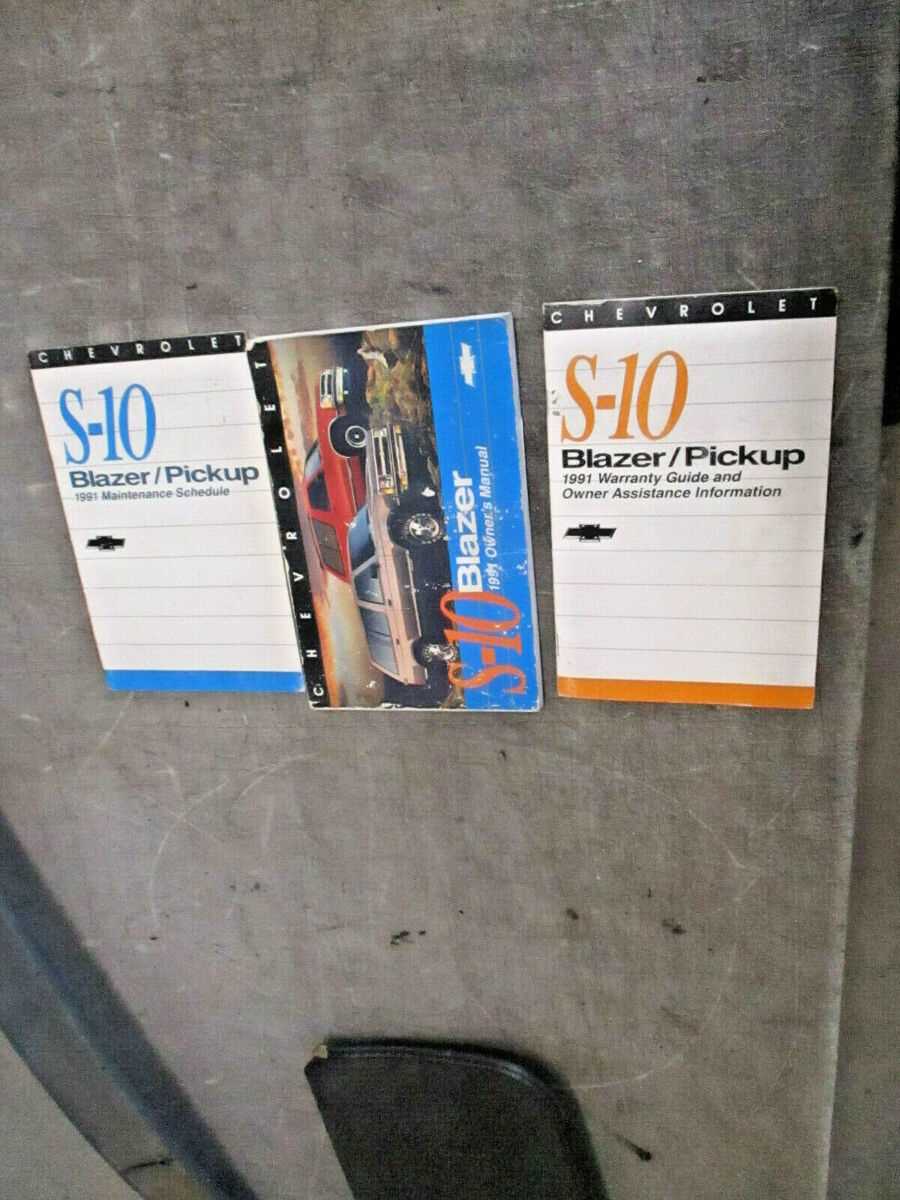 CHEVROLET
S-10
Blazer/Pickup
1991 Maintenance Schedule
CHEVROLET
S-10 Blazer
1991 Owner's Manual
CHEVROLET
S-10
Blazer/Pickup
1991 Warranty Guide and
Owner Assistance Information